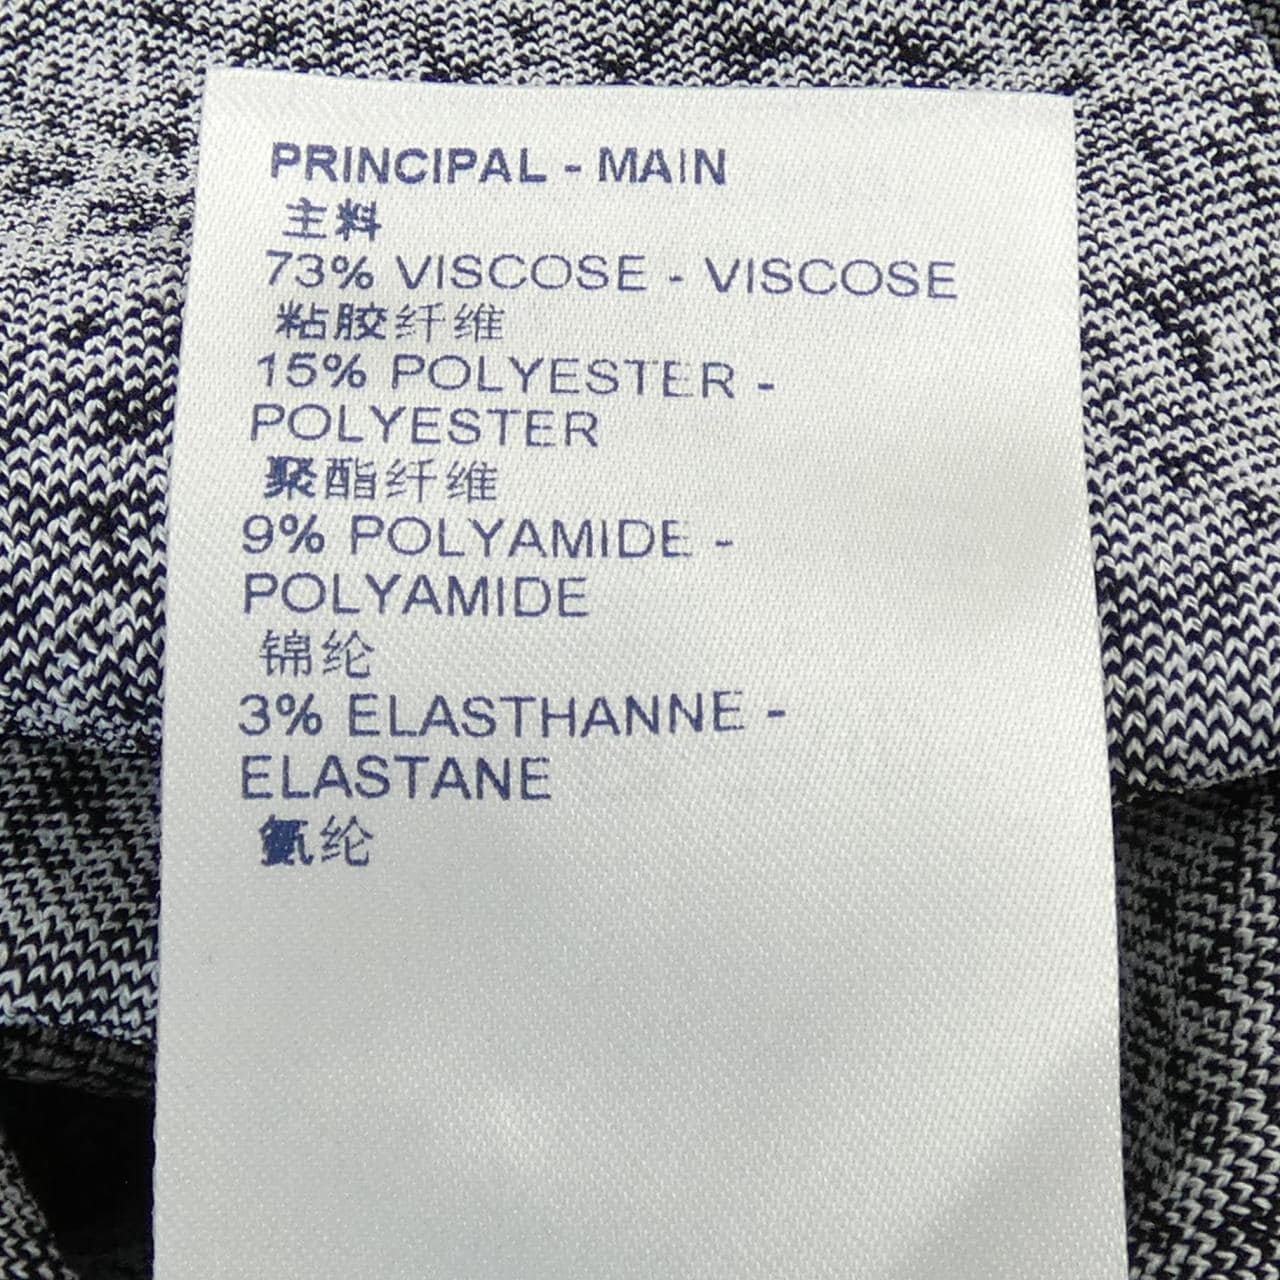 PRINCIPAL - MAIN
主料
73% VISCOSE - VISCOSE
粘胶纤维
15% POLYESTER -
POLYESTER
聚酯纤维
9% POLYAMIDE -
POLYAMIDE
锦纶
3% ELASTHANNE -
ELASTANE
氨纶